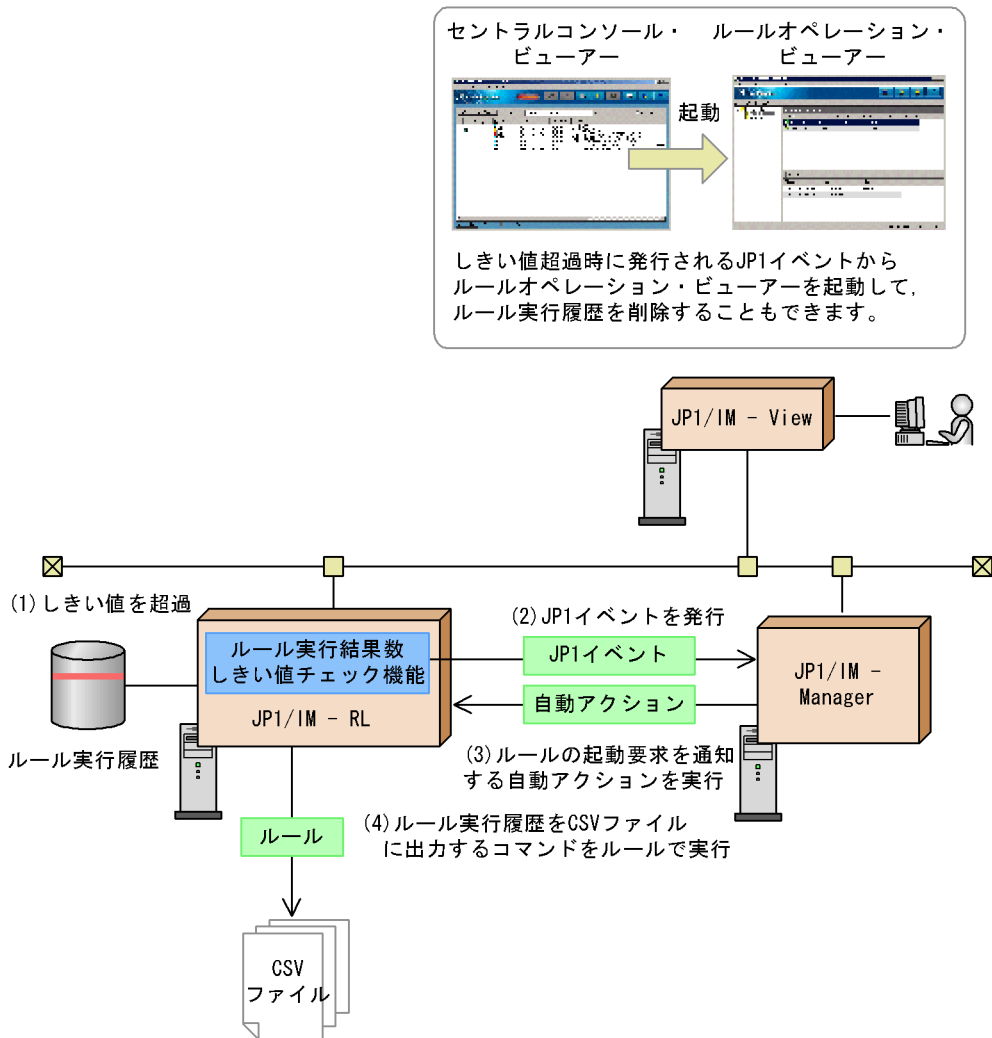 セントラルコンソール・
ビューアー
ルールオペレーション・
ビューアー
起動
しきい値超過時に発行されるJP1イベントから
ルールオペレーション・ビューアーを起動して,
ルール実行履歴を削除することもできます。
JP1/IM - View
(1)しきい値を超過
(2)JP1イベントを発行
ルール実行結果数
しきい値チェック機能
JP1イベント
JP1/IM -
Manager
自動アクション
JP1/IM - RL
ルール実行履歴
(3)ルールの起動要求を通知
する自動アクションを実行
ルール
(4)ルール実行履歴をCSVファイル
に出力するコマンドをルールで実行
CSV
ファイル